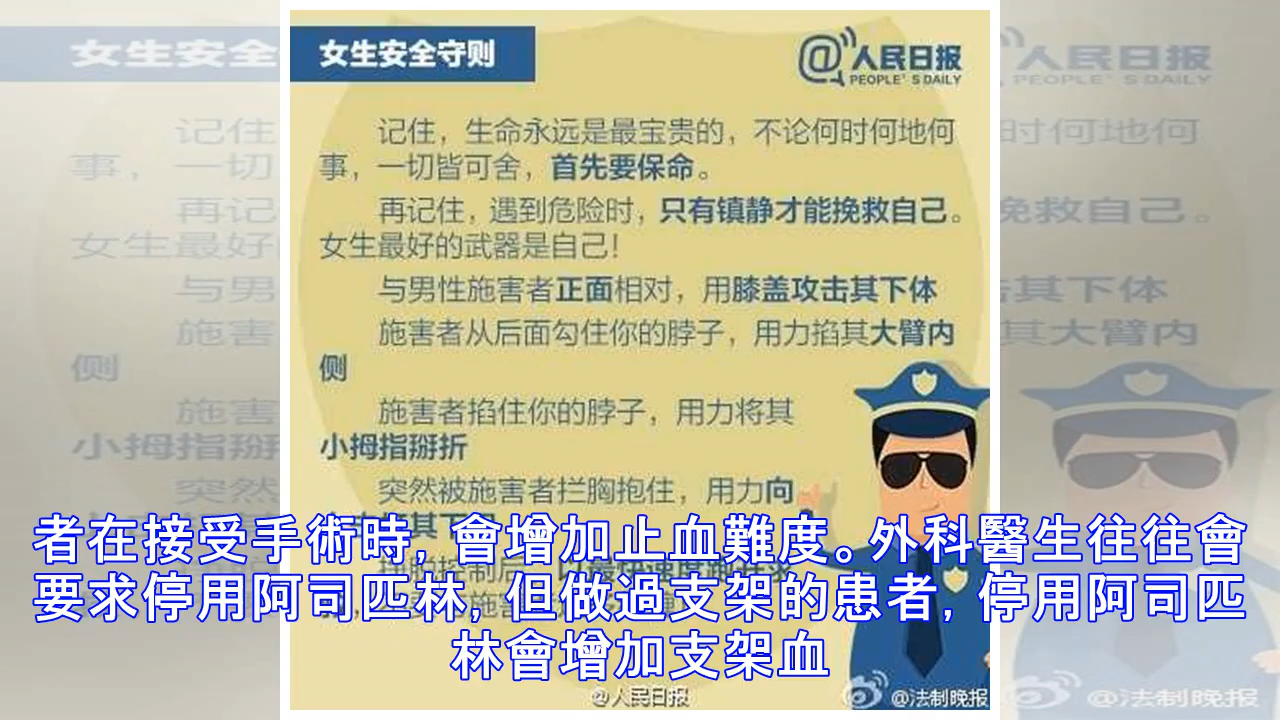 女生安全守则
@人民日报
PEOPLE'S DAILY
记住，生命永远是最宝贵的，不论何时何地何
事，一切皆可舍，首先要保命。
再记住，遇到危险时，只有镇静才能挽救自己。
女生最好的武器是自己！
与男性施害者正面相对，用膝盖攻击其下体
施害者从后面勾住你的脖子，用力掐其大臂内
侧
施害者掐住你的脖子，用力将其
小拇指掰折
突然被施害者拦胸抱住，用力向
者在接受手術時，會增加止血難度。外科醫生往往會
要求停用阿司匹林，但做過支架的患者，停用阿司匹
林會增加支架血
@人民日报
@法制晚报